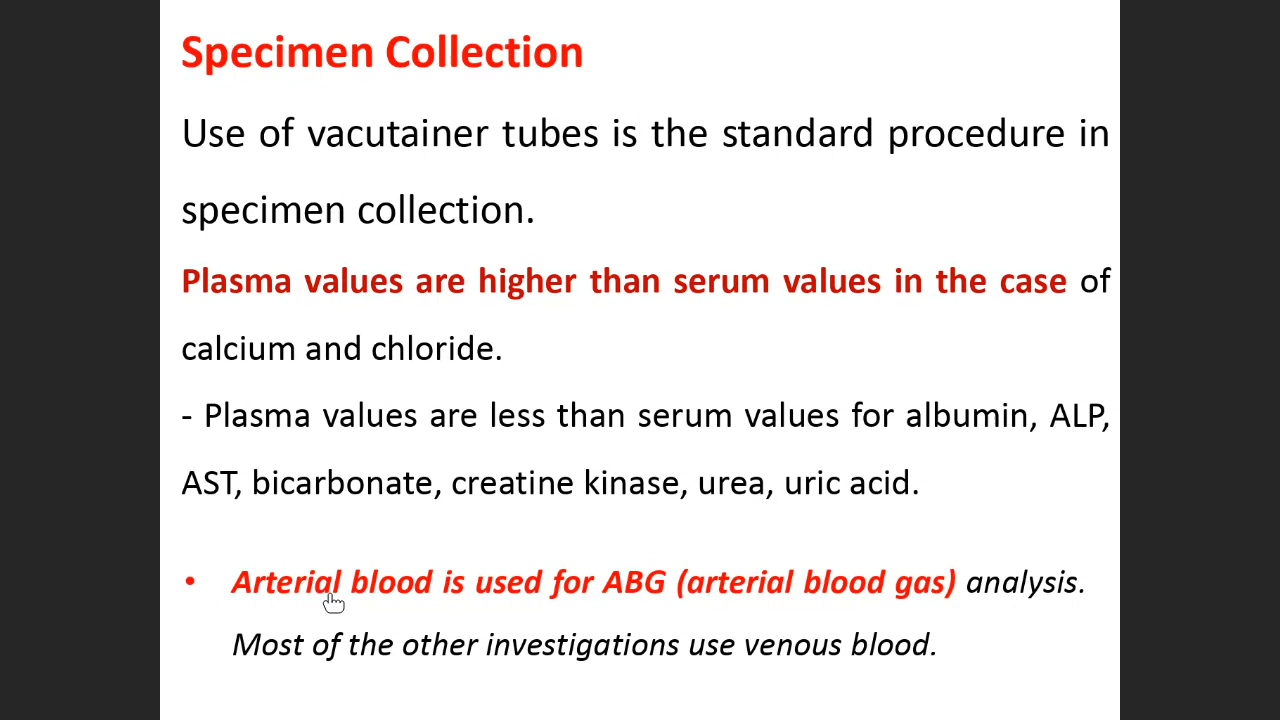 Specimen Collection
Use of vacutainer tubes is the standard procedure in
specimen collection.
Plasma values are higher than serum values in the case of
calcium and chloride.
- Plasma values are less than serum values for albumin, ALP,
AST, bicarbonate, creatine kinase, urea, uric acid.
• Arterial blood is used for ABG (arterial blood gas) analysis.
Most of the other investigations use venous blood.